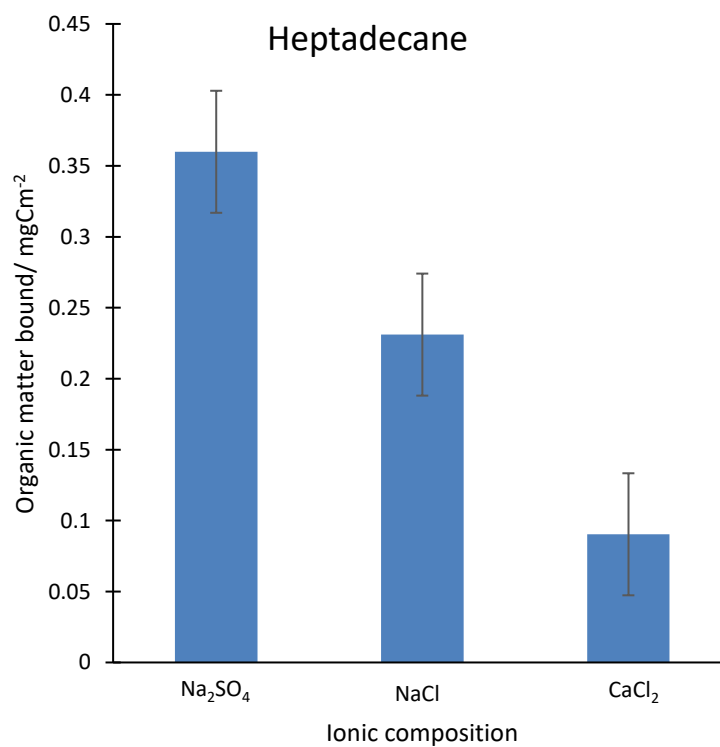 Heptadecane
Organic matter bound/ mgCm⁻²
0.45
0.4
0.35
0.3
0.25
0.2
0.15
0.1
0.05
0
Na₂SO₄ NaCl CaCl₂
Ionic composition